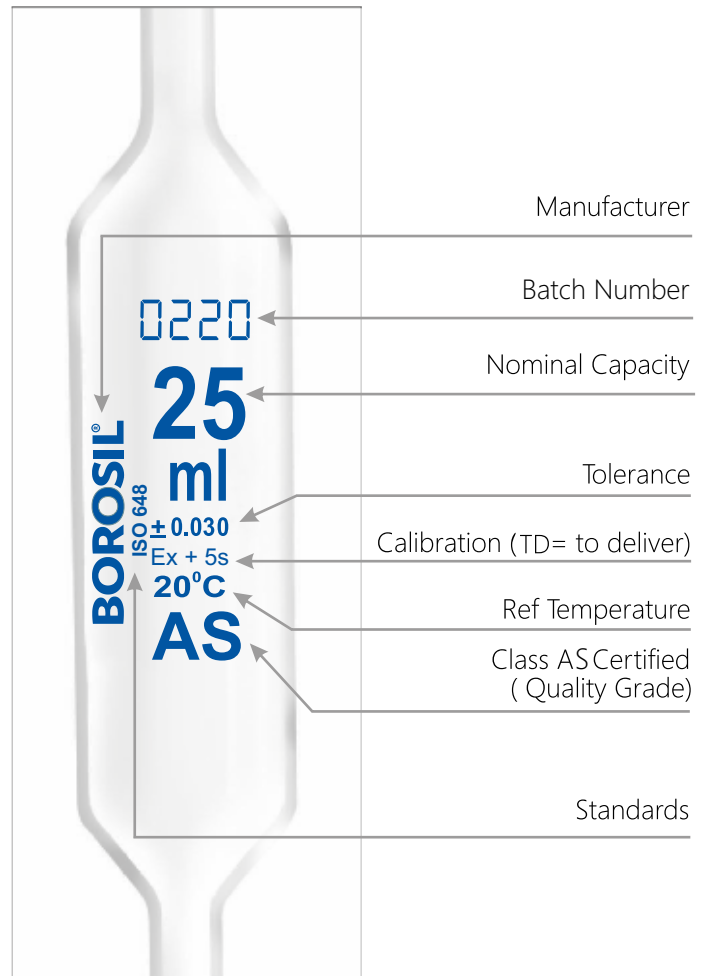 Manufacturer
Batch Number
0220
Nominal Capacity
25
ml
BOROSIL®
ISO 648
Tolerance
± 0.030
Calibration (TD= to deliver)
Ex + 5s
Ref Temperature
20⁰C
Class AS Certified
( Quality Grade)
AS
Standards